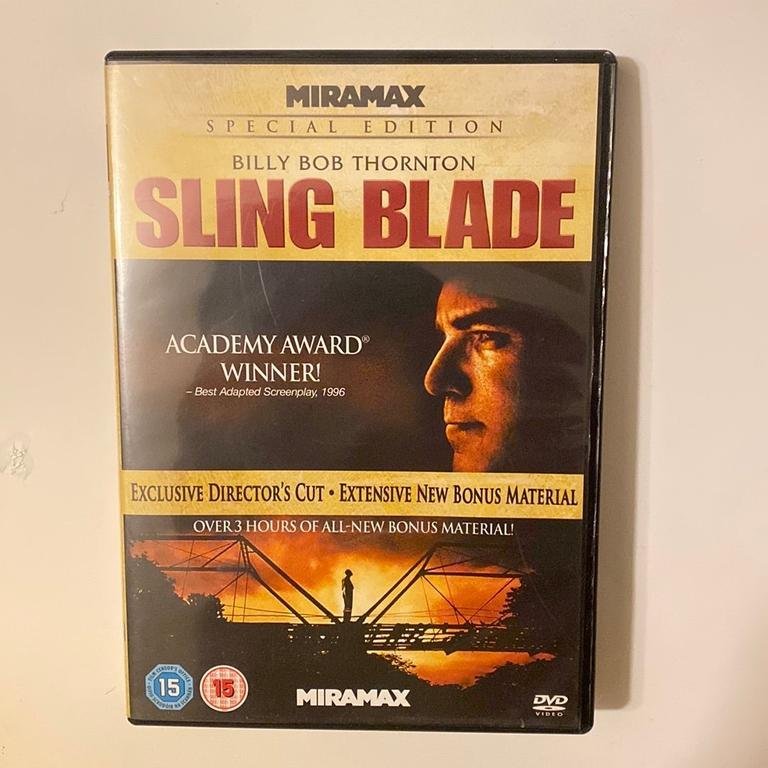 MIRAMAX
SPECIAL EDITION
BILLY BOB THORNTON
SLING BLADE
ACADEMY AWARD®
WINNER!
– Best Adapted Screenplay, 1996
EXCLUSIVE DIRECTOR'S CUT • EXTENSIVE NEW BONUS MATERIAL
OVER 3 HOURS OF ALL-NEW BONUS MATERIAL!
15
15
MIRAMAX
DVD
VIDEO